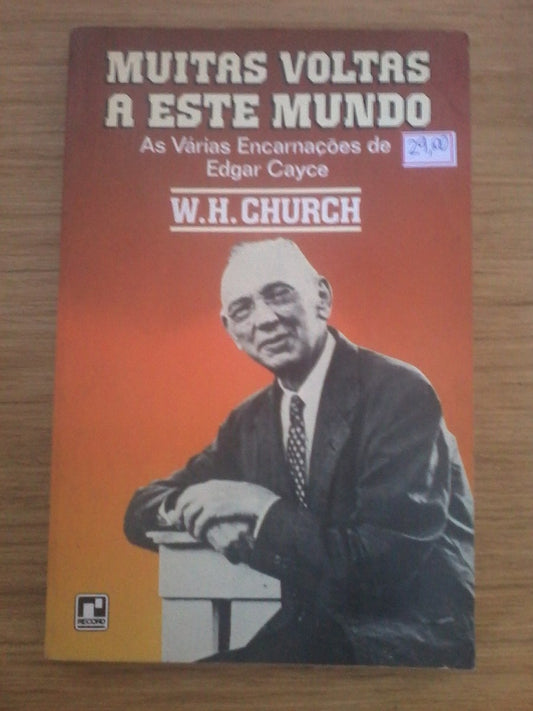 MUITAS VOLTAS
A ESTE MUNDO
As Várias Encarnações de
Edgar Cayce
29,00
W.H. CHURCH
RECORD